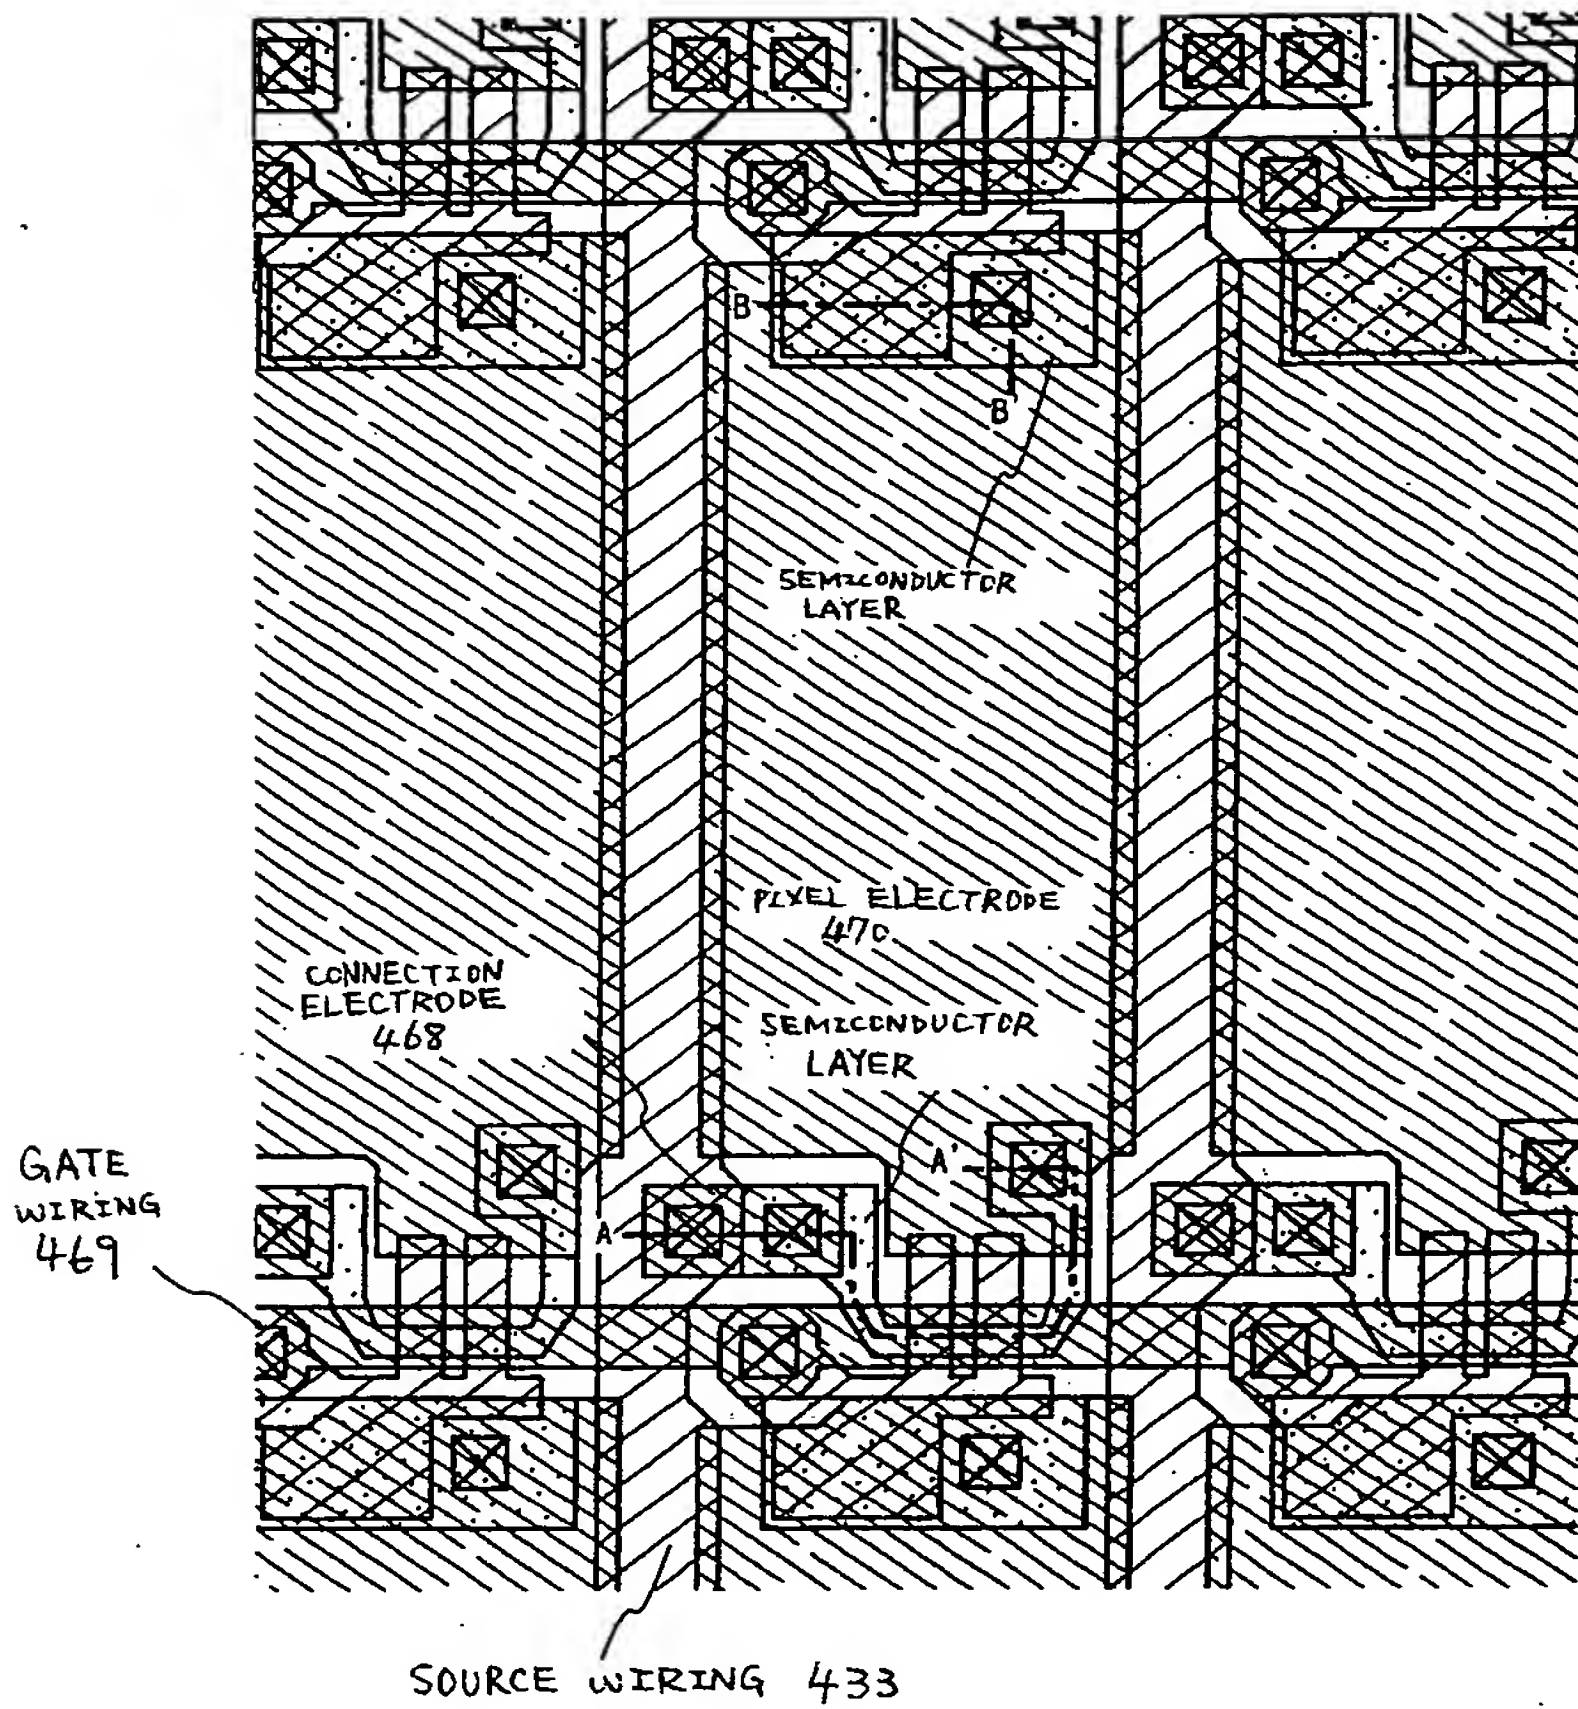 B
B'
SEMICONDUCTOR
LAYER
PIXEL ELECTRODE
470
CONNECTION
ELECTRODE
468
SEMICONDUCTOR
LAYER
A'
A
GATE
WIRING
469
SOURCE WIRING 433